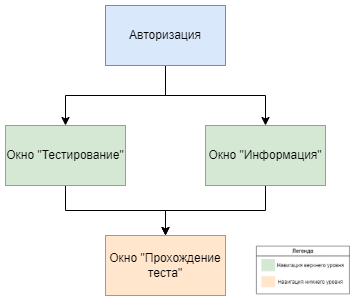 Авторизация
Окно "Тестирование"
Окно "Информация"
Окно "Прохождение
теста"
Легенда
Навигация верхнего уровня
Навигация нижнего уровня